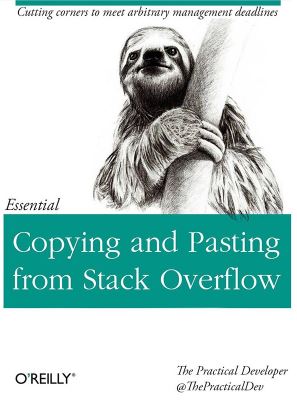 Cutting corners to meet arbitrary management deadlines
Essential
Copying and Pasting
from Stack Overflow
O'REILLY®
The Practical Developer
@ThePracticalDev